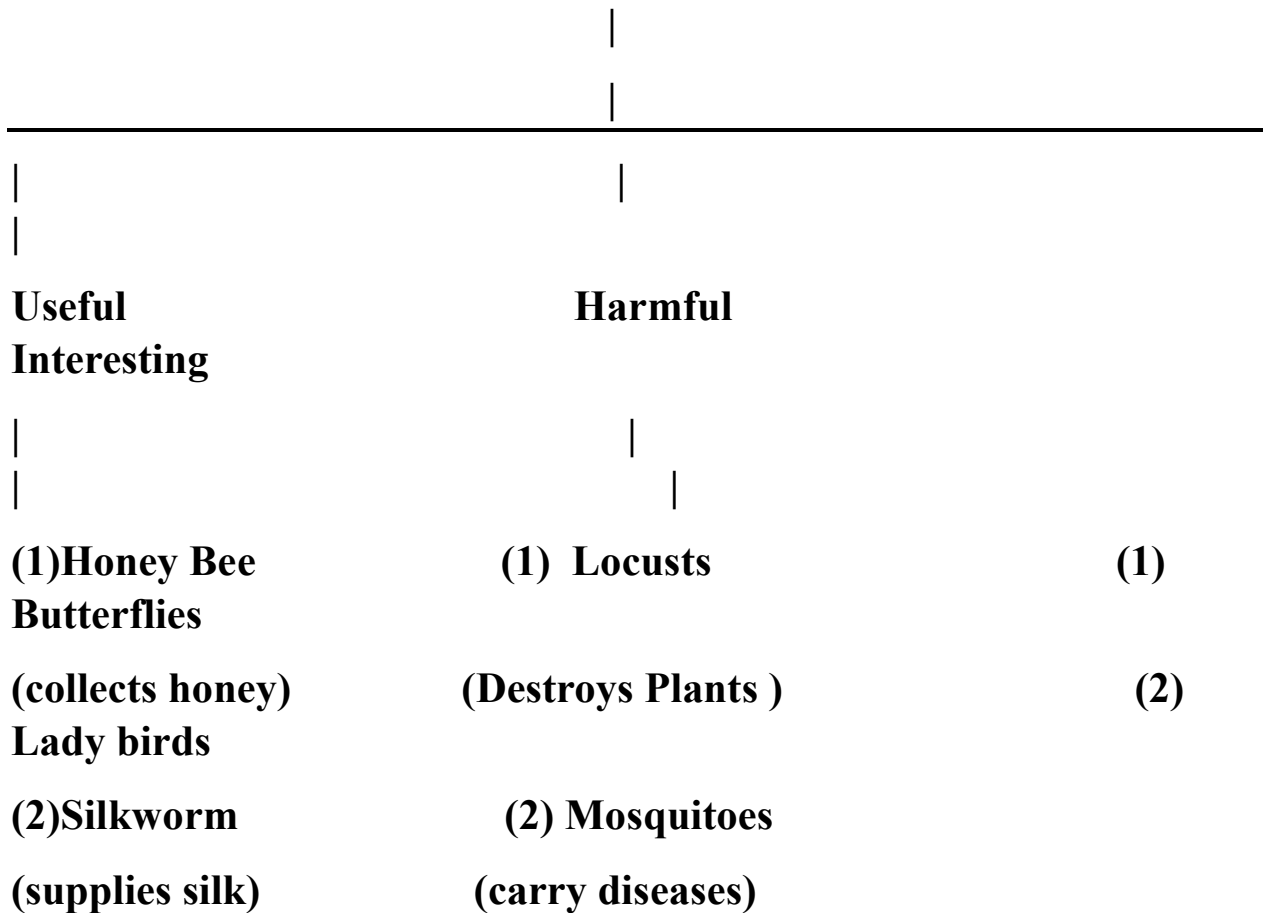 |
|
| |
|
Useful Harmful
Interesting
| |
| |
(1)Honey Bee (1) Locusts (1)
Butterflies
(collects honey) (Destroys Plants ) (2)
Lady birds
(2)Silkworm (2) Mosquitoes
(supplies silk) (carry diseases)